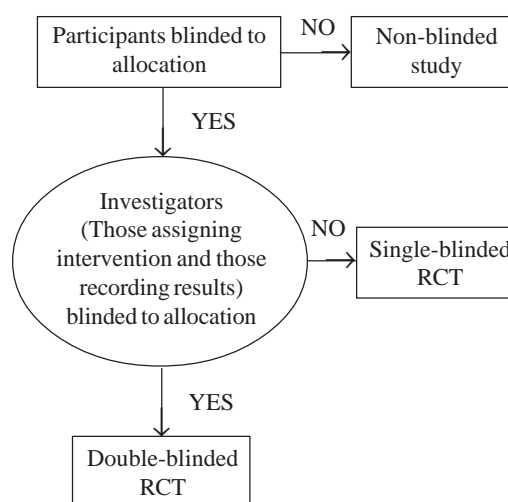 Participants blinded to
allocation
NO
Non-blinded
study
YES
Investigators
(Those assigning
intervention and those
recording results)
blinded to allocation
NO
Single-blinded
RCT
YES
Double-blinded
RCT